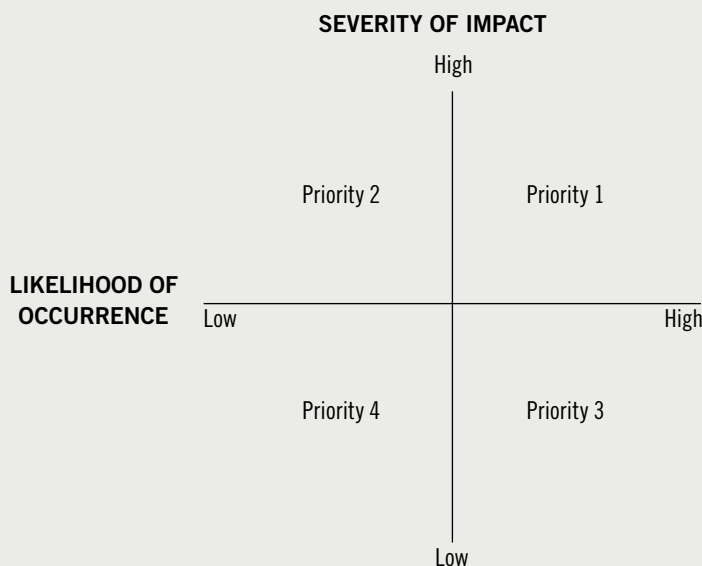 SEVERITY OF IMPACT
High
Priority 2
Priority 1
LIKELIHOOD OF
OCCURRENCE
Low
High
Priority 4
Priority 3
Low